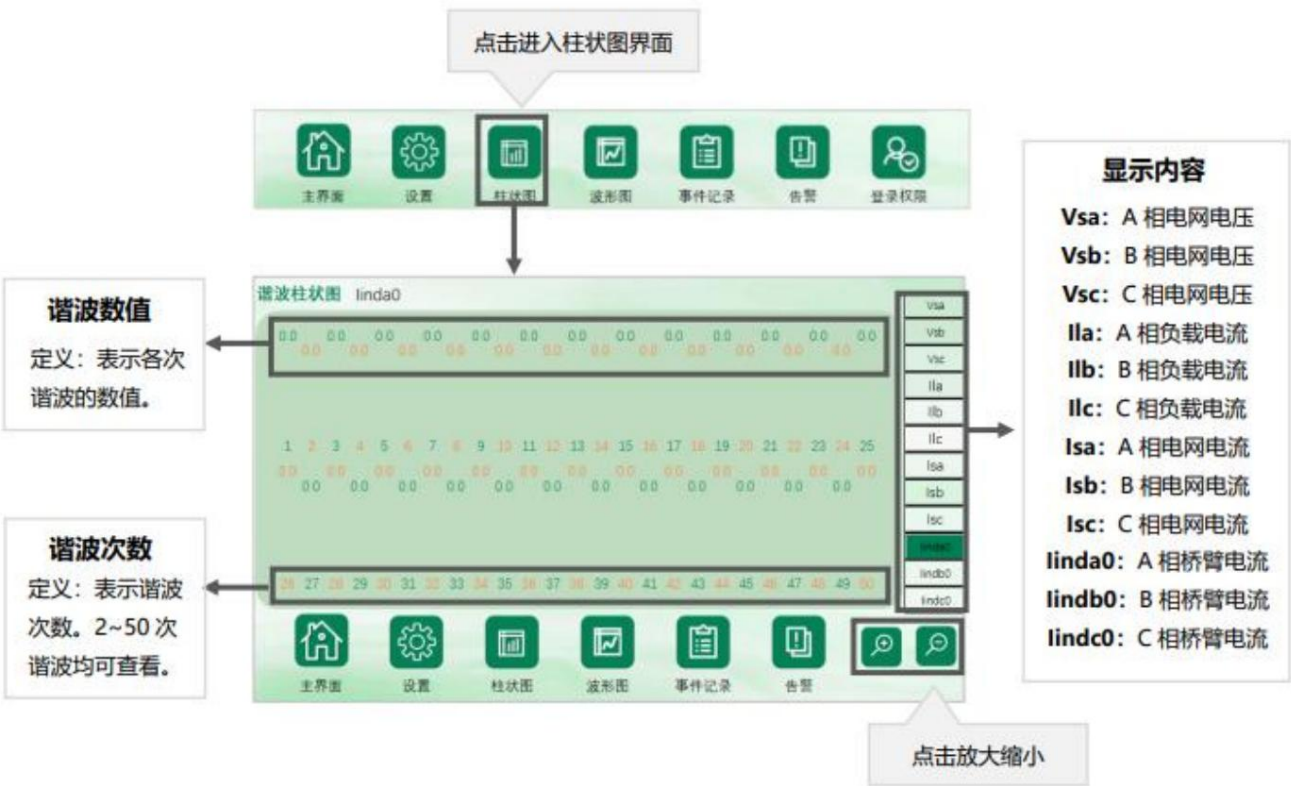 点击进入柱状图界面
主界面 设置 柱状图 波形图 事件记录 告警 登录权限
谐波数值
定义：表示各次
谐波的数值。
谐波次数
定义：表示谐波
次数。2~50 次
谐波均可查看。
谐波柱状图 linda0
0.0 0.0 0.0 0.0 0.0 0.0 0.0 0.0 0.0 0.0 0.0 0.0 0.0
0.0 0.0 0.0 0.0 0.0 0.0 0.0 0.0 0.0 0.0 0.0 0.0
1 2 3 4 5 6 7 8 9 10 11 12 13 14 15 16 17 18 19 20 21 22 23 24 25
0.0 0.0 0.0 0.0 0.0 0.0 0.0 0.0 0.0 0.0 0.0 0.0 0.0
0.0 0.0 0.0 0.0 0.0 0.0 0.0 0.0 0.0 0.0 0.0 0.0
26 27 28 29 30 31 32 33 34 35 36 37 38 39 40 41 42 43 44 45 46 47 48 49 50
Vsa
Vsb
Vsc
Ila
Ilb
Ilc
Isa
Isb
Isc
Iinda0
Iindb0
Iindc0
主界面 设置 柱状图 波形图 事件记录 告警
点击放大缩小
显示内容
Vsa：A 相电网电压
Vsb：B 相电网电压
Vsc：C 相电网电压
Ila：A 相负载电流
Ilb：B 相负载电流
Ilc：C 相负载电流
Isa：A 相电网电流
Isb：B 相电网电流
Isc：C 相电网电流
Iinda0：A 相桥臂电流
Iindb0：B 相桥臂电流
Iindc0：C 相桥臂电流